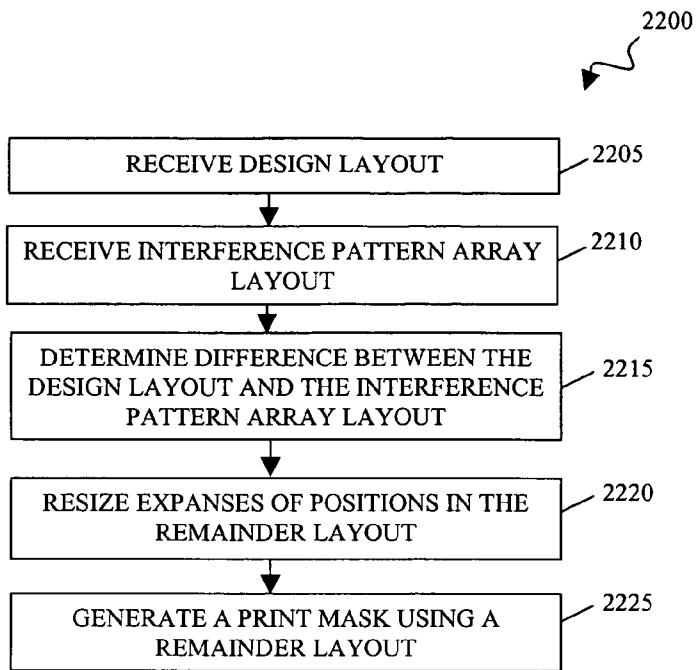 2200
RECEIVE DESIGN LAYOUT
2205
RECEIVE INTERFERENCE PATTERN ARRAY
LAYOUT
2210
DETERMINE DIFFERENCE BETWEEN THE
DESIGN LAYOUT AND THE INTERFERENCE
PATTERN ARRAY LAYOUT
2215
RESIZE EXPANSES OF POSITIONS IN THE
REMAINDER LAYOUT
2220
GENERATE A PRINT MASK USING A
REMAINDER LAYOUT
2225